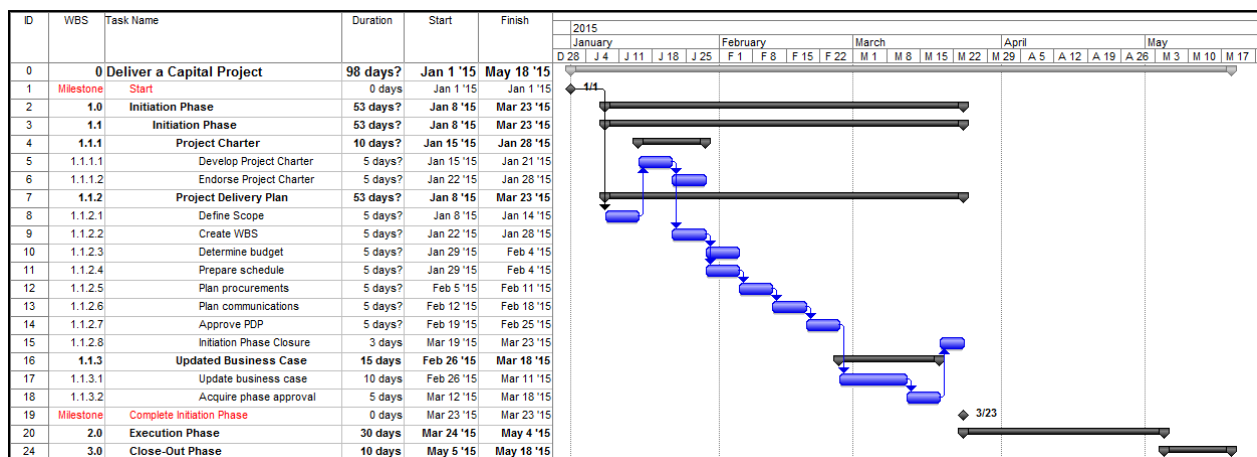 ID WBS Task Name Duration Start Finish
2015
January February March April May
D 28 J 4 J 11 J 18 J 25 F 1 F 8 F 15 F 22 M 1 M 8 M 15 M 22 M 29 A 5 A 12 A 19 A 26 M 3 M 10 M 17
0 0 Deliver a Capital Project 98 days? Jan 1 '15 May 18 '15
1 Milestone Start 0 days Jan 1 '15 Jan 1 '15 1/1
2 1.0 Initiation Phase 53 days? Jan 8 '15 Mar 23 '15
3 1.1 Initiation Phase 53 days? Jan 8 '15 Mar 23 '15
4 1.1.1 Project Charter 10 days? Jan 15 '15 Jan 28 '15
5 1.1.1.1 Develop Project Charter 5 days? Jan 15 '15 Jan 21 '15
6 1.1.1.2 Endorse Project Charter 5 days? Jan 22 '15 Jan 28 '15
7 1.1.2 Project Delivery Plan 53 days? Jan 8 '15 Mar 23 '15
8 1.1.2.1 Define Scope 5 days? Jan 8 '15 Jan 14 '15
9 1.1.2.2 Create WBS 5 days? Jan 22 '15 Jan 28 '15
10 1.1.2.3 Determine budget 5 days? Jan 29 '15 Feb 4 '15
11 1.1.2.4 Prepare schedule 5 days? Jan 29 '15 Feb 4 '15
12 1.1.2.5 Plan procurements 5 days? Feb 5 '15 Feb 11 '15
13 1.1.2.6 Plan communications 5 days? Feb 12 '15 Feb 18 '15
14 1.1.2.7 Approve PDP 5 days? Feb 19 '15 Feb 25 '15
15 1.1.2.8 Initiation Phase Closure 3 days Mar 19 '15 Mar 23 '15
16 1.1.3 Updated Business Case 15 days Feb 26 '15 Mar 18 '15
17 1.1.3.1 Update business case 10 days Feb 26 '15 Mar 11 '15
18 1.1.3.2 Acquire phase approval 5 days Mar 12 '15 Mar 18 '15
19 Milestone Complete Initiation Phase 0 days Mar 23 '15 Mar 23 '15 3/23
20 2.0 Execution Phase 30 days Mar 24 '15 May 4 '15
24 3.0 Close-Out Phase 10 days May 5 '15 May 18 '15